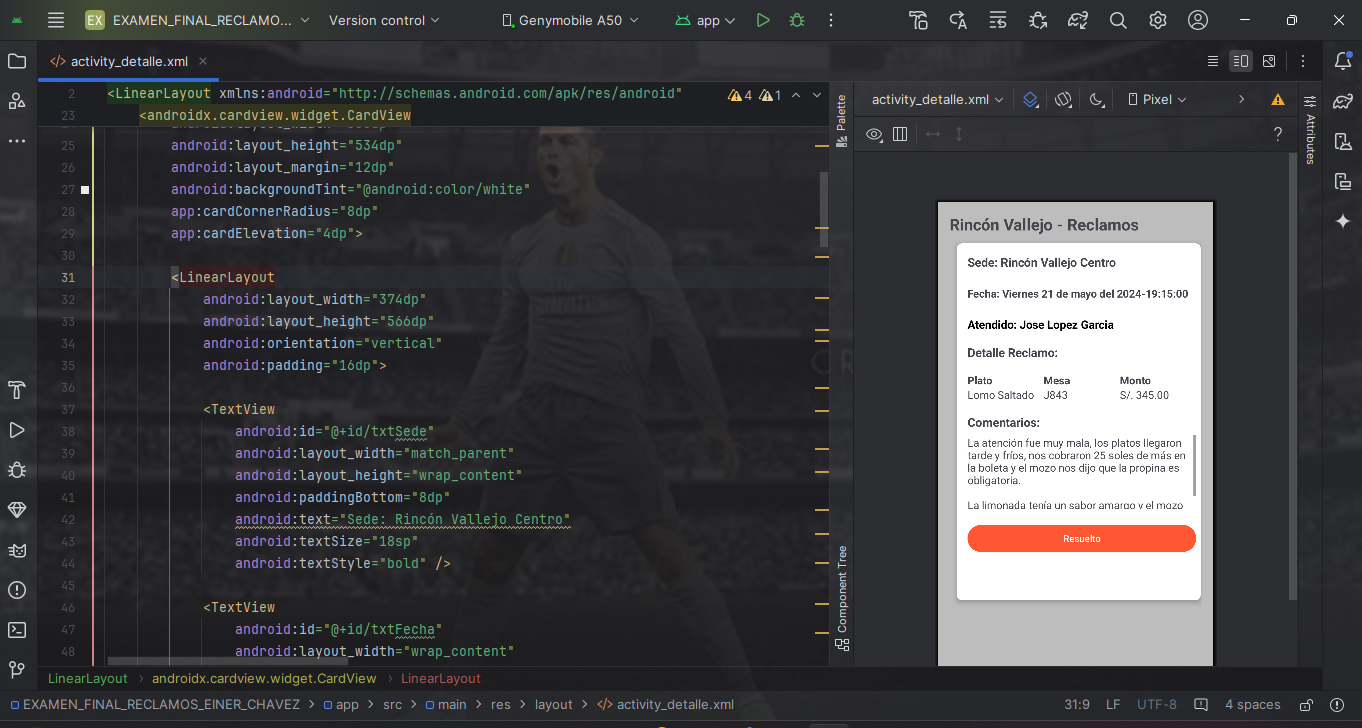 EX EXAMEN_FINAL_RECLAMO... Version control Genymobile A50 app
activity_detalle.xml
2 <LinearLayout xmlns:android="http://schemas.android.com/apk/res/android" 4 1
23 <androidx.cardview.widget.CardView
25 android:layout_height="534dp"
26 android:layout_margin="12dp"
27 android:backgroundTint="@android:color/white"
28 app:cardCornerRadius="8dp"
29 app:cardElevation="4dp">
30
31 <LinearLayout
32 android:layout_width="374dp"
33 android:layout_height="566dp"
34 android:orientation="vertical"
35 android:padding="16dp">
36
37 <TextView
38 android:id="@+id/txtSede"
39 android:layout_width="match_parent"
40 android:layout_height="wrap_content"
41 android:paddingBottom="8dp"
42 android:text="Sede: Rincón Vallejo Centro"
43 android:textSize="18sp"
44 android:textStyle="bold" />
45
46 <TextView
47 android:id="@+id/txtFecha"
48 android:layout_width="wrap_content"
Palette
Component Tree
activity_detalle.xml Pixel
?
Attributes
Rincón Vallejo - Reclamos
Sede: Rincón Vallejo Centro
Fecha: Viernes 21 de mayo del 2024-19:15:00
Atendido: Jose Lopez Garcia
Detalle Reclamo:
Plato Mesa Monto
Lomo Saltado J843 S/. 345.00
Comentarios:
La atención fue muy mala, los platos llegaron
tarde y fríos, nos cobraron 25 soles de más en
la boleta y el mozo nos dijo que la propina es
obligatoria.
La limonada tenía un sabor amargo y el mozo
Resuelto
LinearLayout > androidx.cardview.widget.CardView > LinearLayout
EXAMEN_FINAL_RECLAMOS_EINER_CHAVEZ > app > src > main > res > layout > activity_detalle.xml 31:9 LF UTF-8 4 spaces